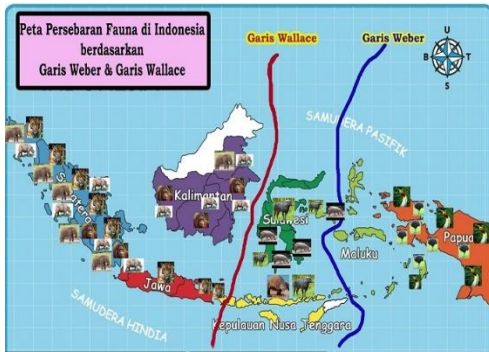 Peta Persebaran Fauna di Indonesia
berdasarkan
Garis Weber & Garis Wallace
Garis Wallace
Garis Weber
U
B
T
S
SAMUDERA PASIFIK
Kalimantan
Sulawesi
Maluku
Papua
Jawa
SAMUDERA HINDIA
Kepulauan Nusa Tenggara